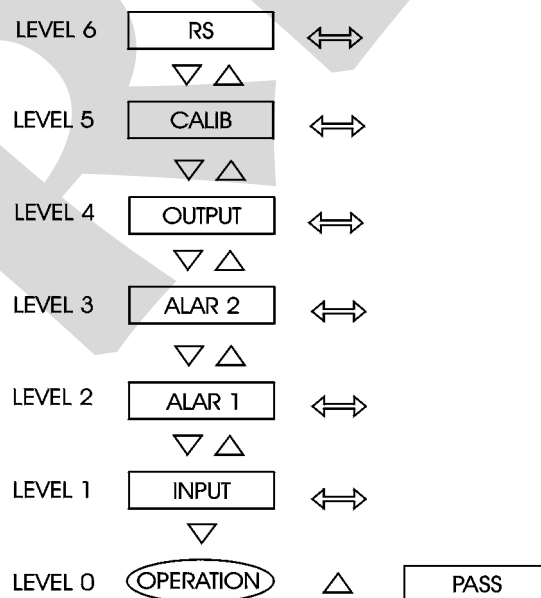 LEVEL 6 RS
LEVEL 5 CALIB
LEVEL 4 OUTPUT
LEVEL 3 ALAR 2
LEVEL 2 ALAR 1
LEVEL 1 INPUT
LEVEL 0 OPERATION PASS